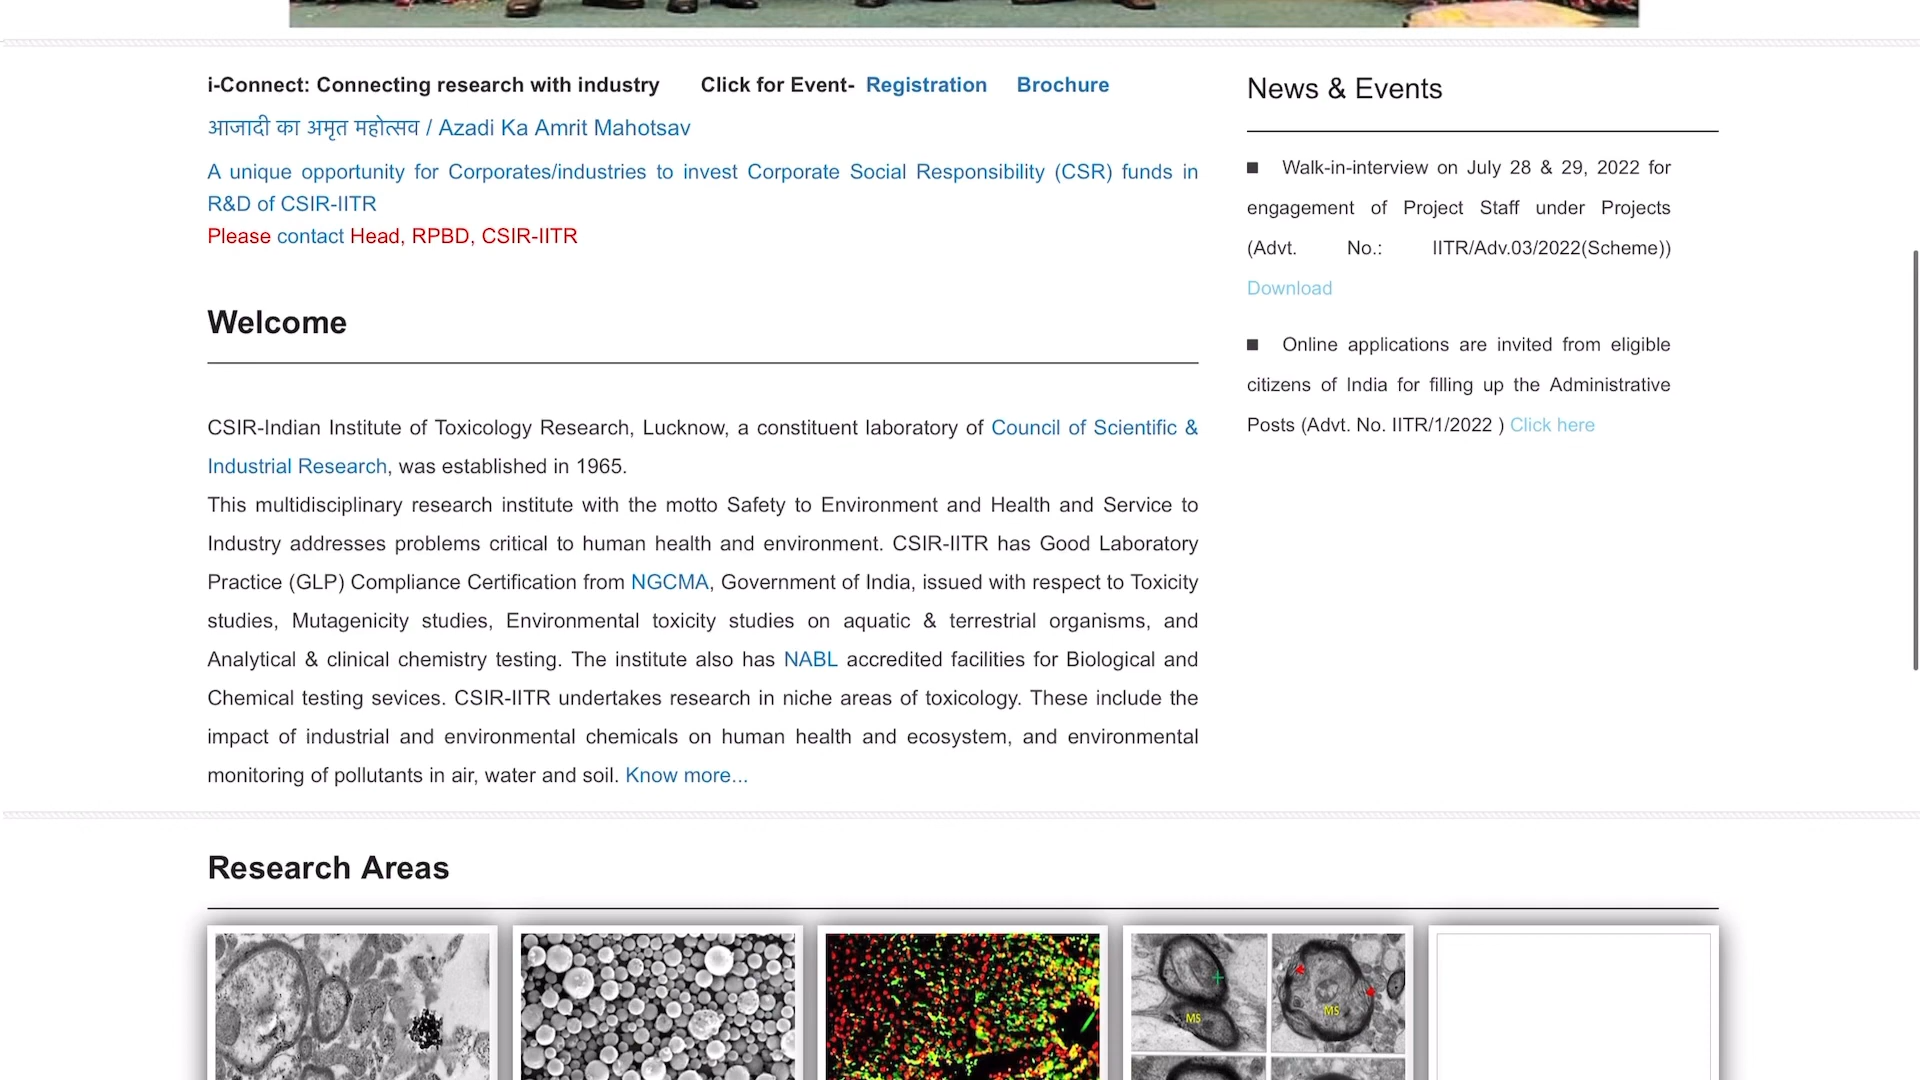 i-Connect: Connecting research with industry Click for Event- Registration Brochure
आजादी का अमृत महोत्सव / Azadi Ka Amrit Mahotsav
A unique opportunity for Corporates/industries to invest Corporate Social Responsibility (CSR) funds in
R&D of CSIR-IITR
Please contact Head, RPBD, CSIR-IITR
Welcome
CSIR-Indian Institute of Toxicology Research, Lucknow, a constituent laboratory of Council of Scientific &
Industrial Research, was established in 1965.
This multidisciplinary research institute with the motto Safety to Environment and Health and Service to
Industry addresses problems critical to human health and environment. CSIR-IITR has Good Laboratory
Practice (GLP) Compliance Certification from NGCMA, Government of India, issued with respect to Toxicity
studies, Mutagenicity studies, Environmental toxicity studies on aquatic & terrestrial organisms, and
Analytical & clinical chemistry testing. The institute also has NABL accredited facilities for Biological and
Chemical testing sevices. CSIR-IITR undertakes research in niche areas of toxicology. These include the
impact of industrial and environmental chemicals on human health and ecosystem, and environmental
monitoring of pollutants in air, water and soil. Know more...
News & Events
Walk-in-interview on July 28 & 29, 2022 for
engagement of Project Staff under Projects
(Advt. No.: IITR/Adv.03/2022(Scheme))
Download
Online applications are invited from eligible
citizens of India for filling up the Administrative
Posts (Advt. No. IITR/1/2022 ) Click here
Research Areas
MS
MS